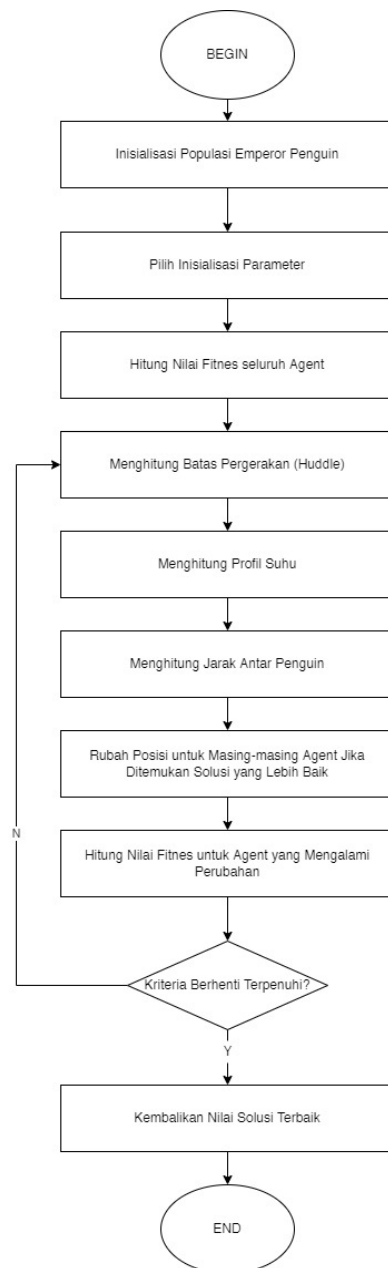 BEGIN
Inisialisasi Populasi Emperor Penguin
Pilih Inisialisasi Parameter
Hitung Nilai Fitnes seluruh Agent
Menghitung Batas Pergerakan (Huddle)
Menghitung Profil Suhu
Menghitung Jarak Antar Penguin
Rubah Posisi untuk Masing-masing Agent Jika
Ditemukan Solusi yang Lebih Baik
N
Hitung Nilai Fitnes untuk Agent yang Mengalami
Perubahan
Kriteria Berhenti Terpenuhi?
Y
Kembalikan Nilai Solusi Terbaik
END